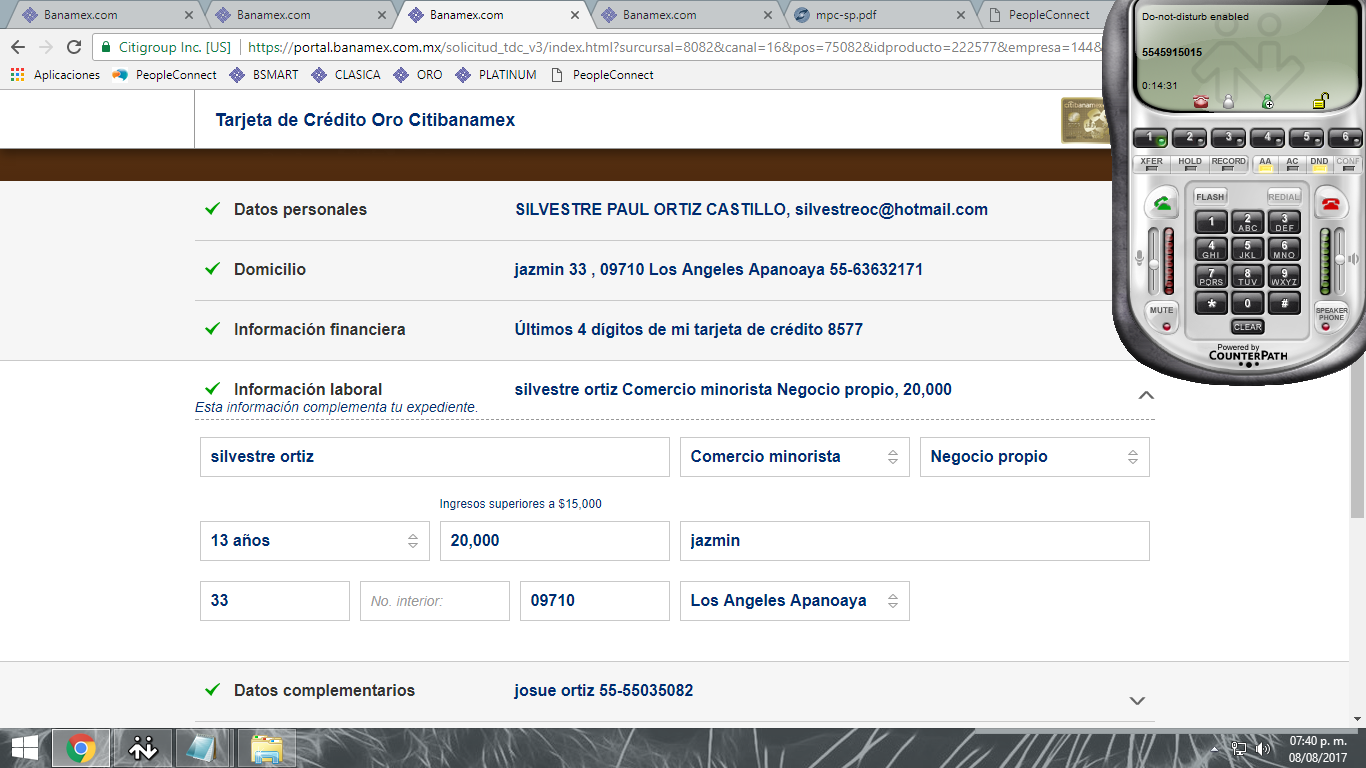 Banamex.com
Banamex.com
Banamex.com
Banamex.com
mpc-sp.pdf
PeopleConnect
Citigroup Inc. [US]
https://portal.banamex.com.mx/solicitud_tdc_v3/index.html?surcursal=8082&canal=16&pos=75082&idproducto=222577&empresa=144&
Aplicaciones
PeopleConnect
BSMART
CLASICA
ORO
PLATINUM
PeopleConnect
Tarjeta de Crédito Oro Citibanamex
Datos personales
SILVESTRE PAUL ORTIZ CASTILLO, silvestreoc@hotmail.com
Domicilio
jazmin 33 , 09710 Los Angeles Apanoaya 55-63632171
Información financiera
Últimos 4 dígitos de mi tarjeta de crédito 8577
Información laboral
silvestre ortiz Comercio minorista Negocio propio, 20,000
Esta información complementa tu expediente.
silvestre ortiz
Comercio minorista
Negocio propio
Ingresos superiores a $15,000
13 años
20,000
jazmin
33
No. interior:
09710
Los Angeles Apanoaya
Datos complementarios
josue ortiz 55-55035082
Do-not-disturb enabled
5545915015
0:14:31
1 2 3 4 5 6
XFER HOLD RECORD AA AC DND CONF
FLASH
REDIAL
1 2 ABC 3 DEF
4 GHI 5 JKL 6 MNO
7 PQRS 8 TUV 9 WXYZ
* 0 #
MUTE
CLEAR
SPEAKER PHONE
Powered by
COUNTERPATH
07:40 p. m.
08/08/2017